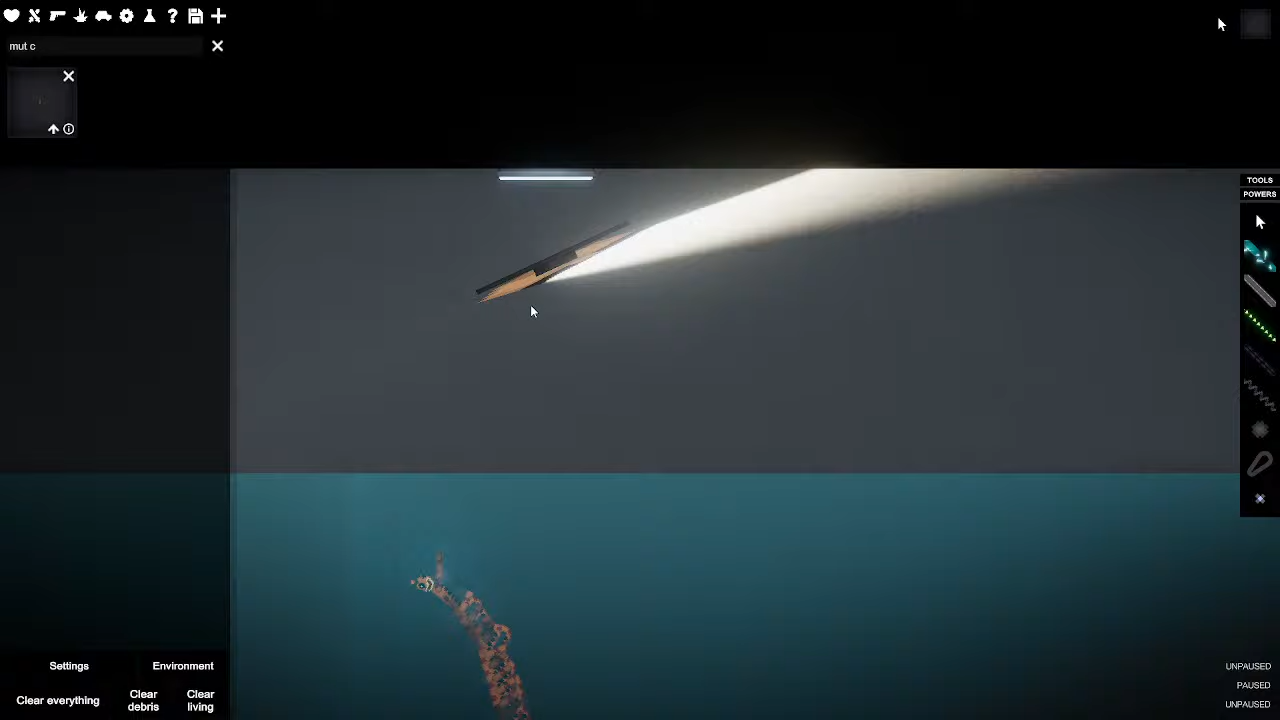 mut c
TOOLS
POWERS
Settings
Environment
Clear everything
Clear
debris
Clear
living
UNPAUSED
PAUSED
UNPAUSED